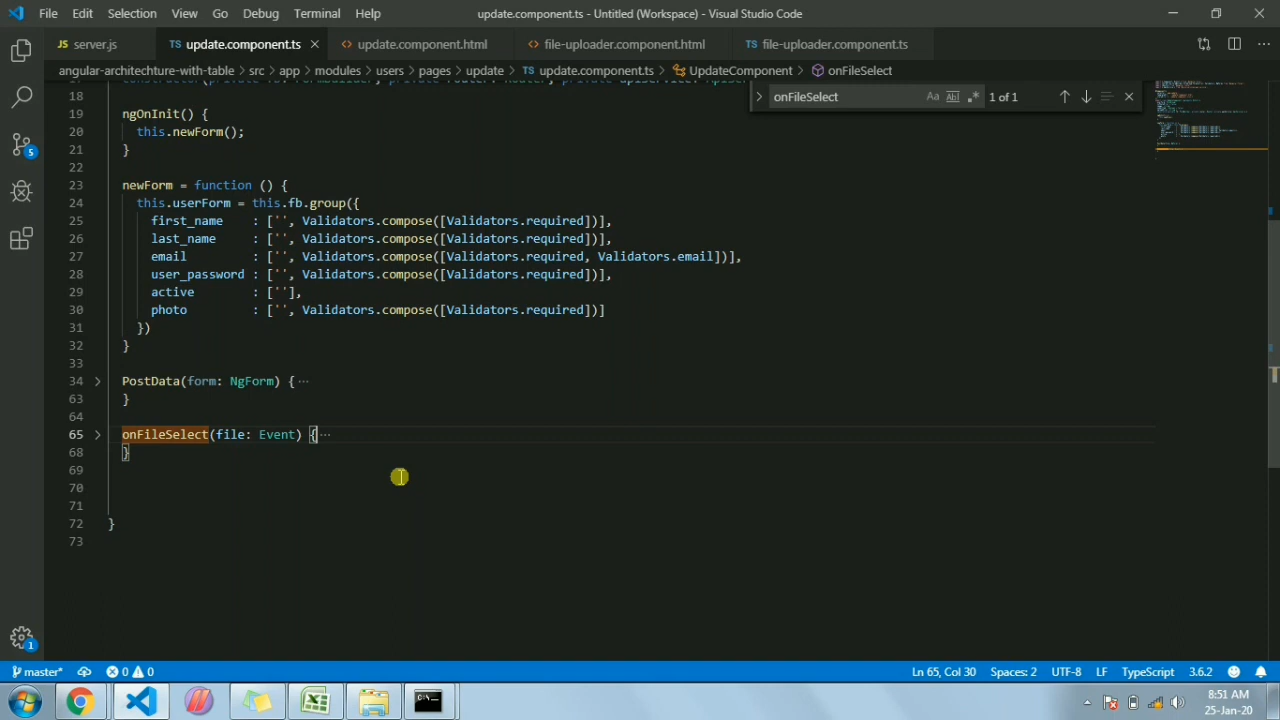 File Edit Selection View Go Debug Terminal Help update.component.ts - Untitled (Workspace) - Visual Studio Code
JS server.js TS update.component.ts <> update.component.html <> file-uploader.component.html TS file-uploader.component.ts
angular-architechture-with-table > src > app > modules > users > pages > update > TS update.component.ts > UpdateComponent > onFileSelect
onFileSelect Aa Abl .* 1 of 1
18
19 ngOnInit() {
20 this.newForm();
21 }
22
23 newForm = function () {
24 this.userForm = this.fb.group({
25 first_name : ['', Validators.compose([Validators.required])],
26 last_name : ['', Validators.compose([Validators.required])],
27 email : ['', Validators.compose([Validators.required, Validators.email])],
28 user_password : ['', Validators.compose([Validators.required])],
29 active : [''],
30 photo : ['', Validators.compose([Validators.required])]
31 })
32 }
33
34 PostData(form: NgForm) {…
63 }
64
65 onFileSelect(file: Event) {…
68 }
69
70
71
72 }
73
5
1
master* 0 0 Ln 65, Col 30 Spaces: 2 UTF-8 LF TypeScript 3.6.2
8:51 AM
25-Jan-20